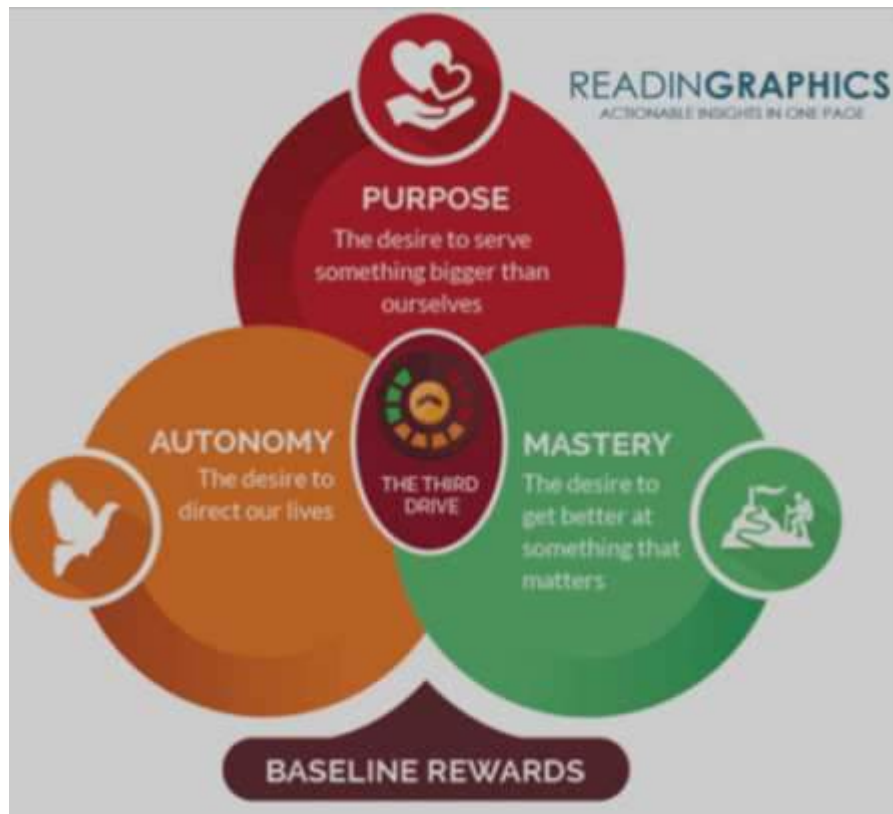 READINGRAPHICS
ACTIONABLE INSIGHTS IN ONE PAGE
PURPOSE
The desire to serve
something bigger than
ourselves
AUTONOMY
The desire to
direct our lives
THE THIRD
DRIVE
MASTERY
The desire to
get better at
something that
matters
BASELINE REWARDS